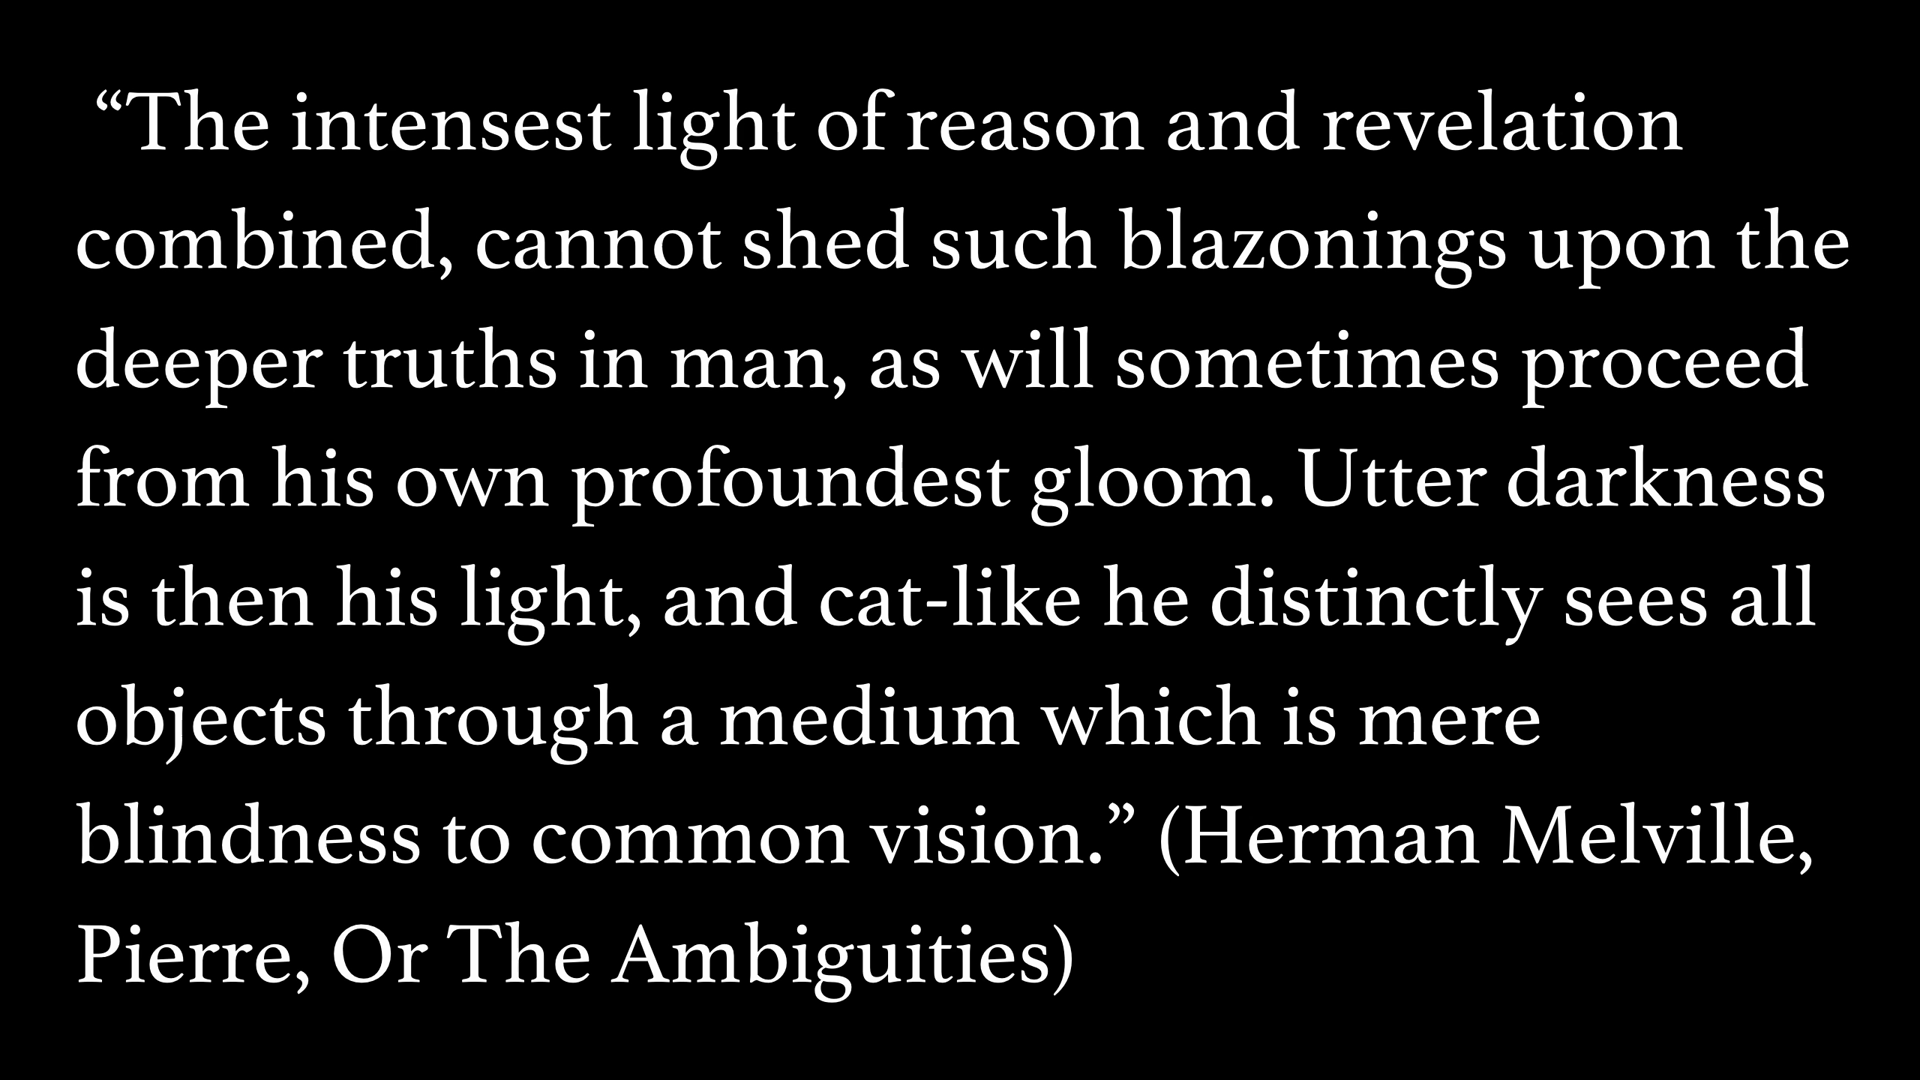 “The intensest light of reason and revelation
combined, cannot shed such blazonings upon the
deeper truths in man, as will sometimes proceed
from his own profoundest gloom. Utter darkness
is then his light, and cat-like he distinctly sees all
objects through a medium which is mere
blindness to common vision.” (Herman Melville,
Pierre, Or The Ambiguities)